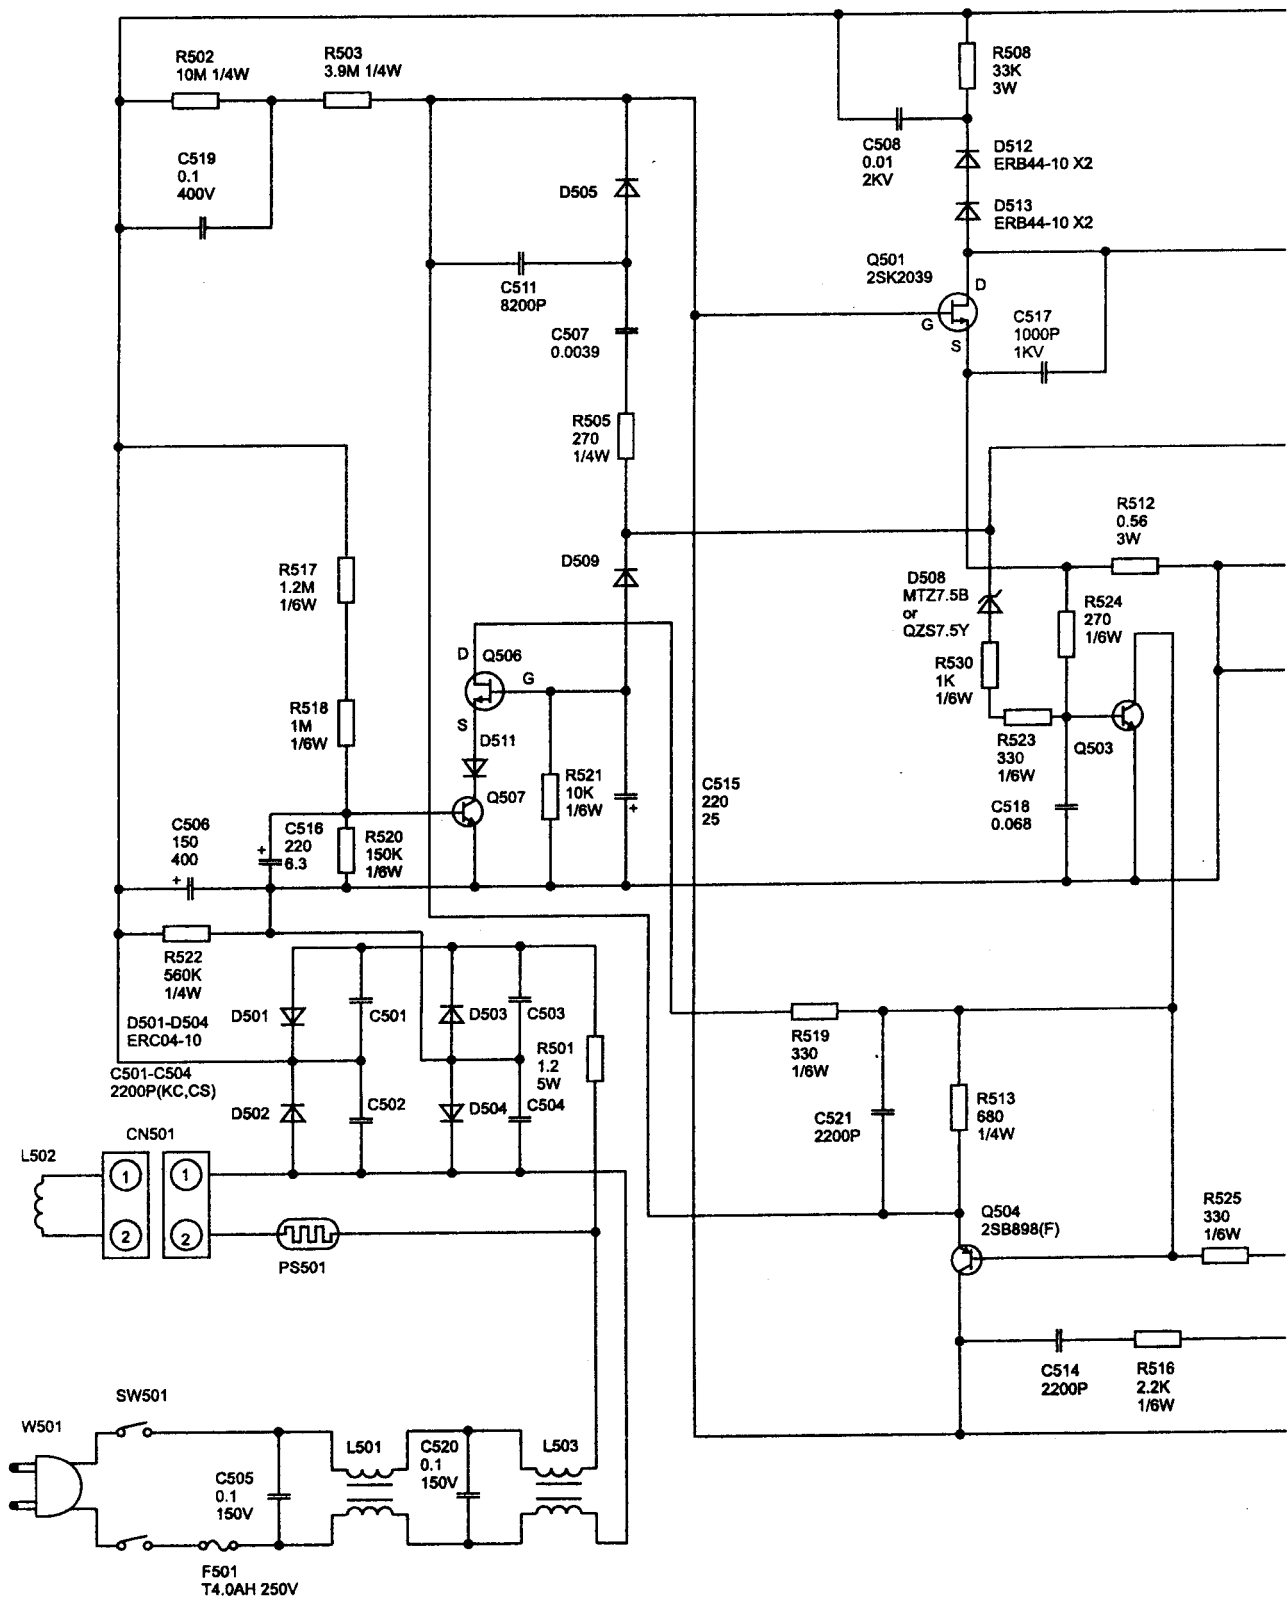 R502
10M 1/4W
R503
3.9M 1/4W
R508
33K
3W
C519
0.1
400V
C508
0.01
2KV
D512
ERB44-10 X2
D505
D513
ERB44-10 X2
Q501
2SK2039
D
G
S
C511
8200P
C517
1000P
1KV
C507
0.0039
R505
270
1/4W
R512
0.56
3W
R517
1.2M
1/6W
D509
D508
MTZ7.5B
or
QZS7.5Y
R524
270
1/6W
D
Q506
G
S
R530
1K
1/6W
R518
1M
1/6W
D511
R523
330
1/6W
Q503
R521
10K
1/6W
C515
220
25
+
Q507
C518
0.068
C506
150
400
+
C516
220
6.3
+
R520
150K
1/6W
R522
560K
1/4W
D501-D504
ERC04-10
D501
C501
D503
C503
R501
1.2
5W
R519
330
1/6W
C501-C504
2200P(KC,CS)
D502
C502
D504
C504
C521
2200P
R513
680
1/4W
L502
CN501
1
1
2
2
PS501
Q504
2SB898(F)
R525
330
1/6W
C514
2200P
R516
2.2K
1/6W
SW501
W501
C505
0.1
150V
L501
C520
0.1
150V
L503
F501
T4.0AH 250V